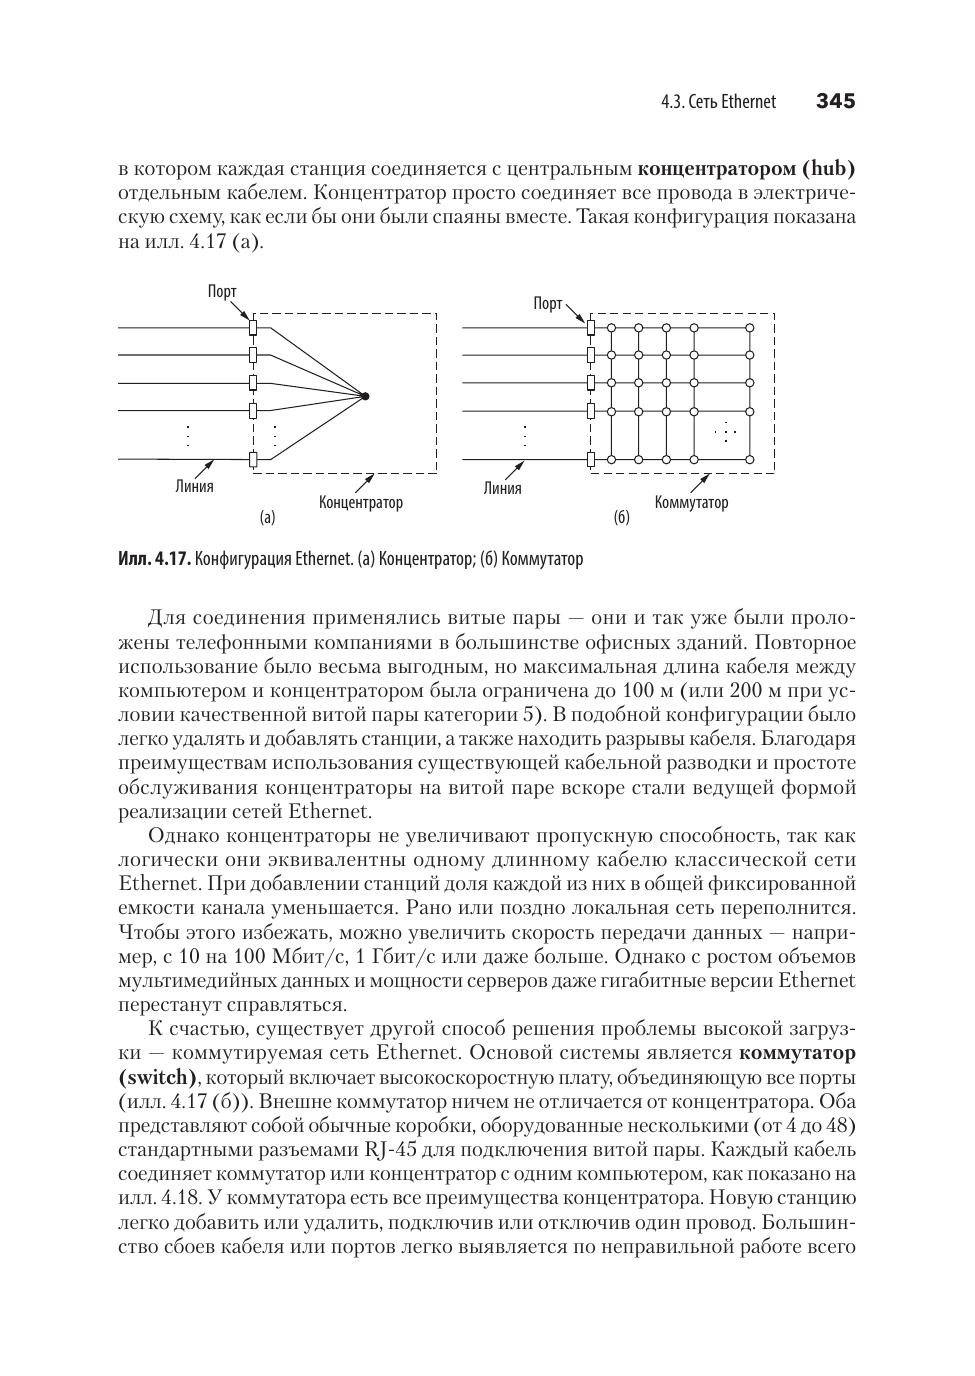 4.3. Сеть Ethernet 345
в котором каждая станция соединяется с центральным концентратором (hub)
отдельным кабелем. Концентратор просто соединяет все провода в электриче-
скую схему, как если бы они были спаяны вместе. Такая конфигурация показана
на илл. 4.17 (а).
Порт
Порт
Линия
Концентратор
(а)
Линия
Коммутатор
(б)
Илл. 4.17. Конфигурация Ethernet. (а) Концентратор; (б) Коммутатор
Для соединения применялись витые пары — они и так уже были проло-
жены телефонными компаниями в большинстве офисных зданий. Повторное
использование было весьма выгодным, но максимальная длина кабеля между
компьютером и концентратором была ограничена до 100 м (или 200 м при ус-
ловии качественной витой пары категории 5). В подобной конфигурации было
легко удалять и добавлять станции, а также находить разрывы кабеля. Благодаря
преимуществам использования существующей кабельной разводки и простоте
обслуживания концентраторы на витой паре вскоре стали ведущей формой
реализации сетей Ethernet.
Однако концентраторы не увеличивают пропускную способность, так как
логически они эквивалентны одному длинному кабелю классической сети
Ethernet. При добавлении станций доля каждой из них в общей фиксированной
емкости канала уменьшается. Рано или поздно локальная сеть переполнится.
Чтобы этого избежать, можно увеличить скорость передачи данных — напри-
мер, с 10 на 100 Мбит/с, 1 Гбит/с или даже больше. Однако с ростом объемов
мультимедийных данных и мощности серверов даже гигабитные версии Ethernet
перестанут справляться.
К счастью, существует другой способ решения проблемы высокой загруз-
ки — коммутируемая сеть Ethernet. Основой системы является коммутатор
(switch), который включает высокоскоростную плату, объединяющую все порты
(илл. 4.17 (б)). Внешне коммутатор ничем не отличается от концентратора. Оба
представляют собой обычные коробки, оборудованные несколькими (от 4 до 48)
стандартными разъемами RJ-45 для подключения витой пары. Каждый кабель
соединяет коммутатор или концентратор с одним компьютером, как показано на
илл. 4.18. У коммутатора есть все преимущества концентратора. Новую станцию
легко добавить или удалить, подключив или отключив один провод. Большин-
ство сбоев кабеля или портов легко выявляется по неправильной работе всего